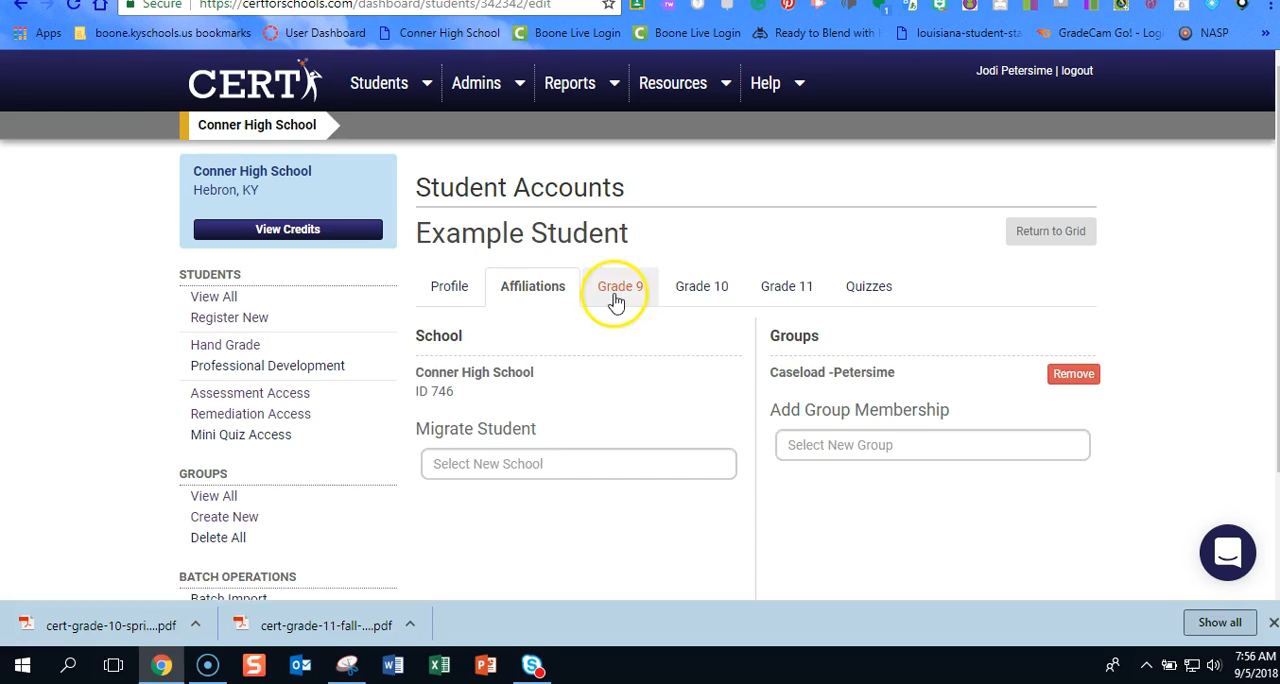 Secure https://certforschools.com/dashboard/students/342342/edit
Apps boone.kyschools.us bookmarks User Dashboard Conner High School Boone Live Login Boone Live Login Ready to Blend with louisiana-student-sta GradeCam Go! - Log NASP »
CERT Students Admins Reports Resources Help Jodi Petersime | logout
Conner High School
Conner High School
Hebron, KY
View Credits
STUDENTS
View All
Register New
Hand Grade
Professional Development
Assessment Access
Remediation Access
Mini Quiz Access
GROUPS
View All
Create New
Delete All
BATCH OPERATIONS
Batch Import
Student Accounts
Example Student
Return to Grid
Profile Affiliations Grade 9 Grade 10 Grade 11 Quizzes
School
Conner High School
ID 746
Migrate Student
Select New School
Groups
Caseload -Petersime
Remove
Add Group Membership
Select New Group
cert-grade-10-spri....pdf cert-grade-11-fall-....pdf Show all
7:56 AM
9/5/2018